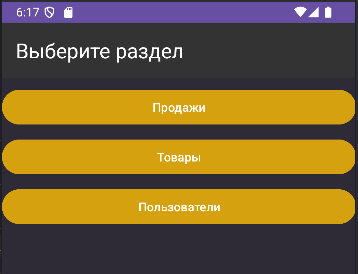 6:17
Выберите раздел
Продажи
Товары
Пользователи